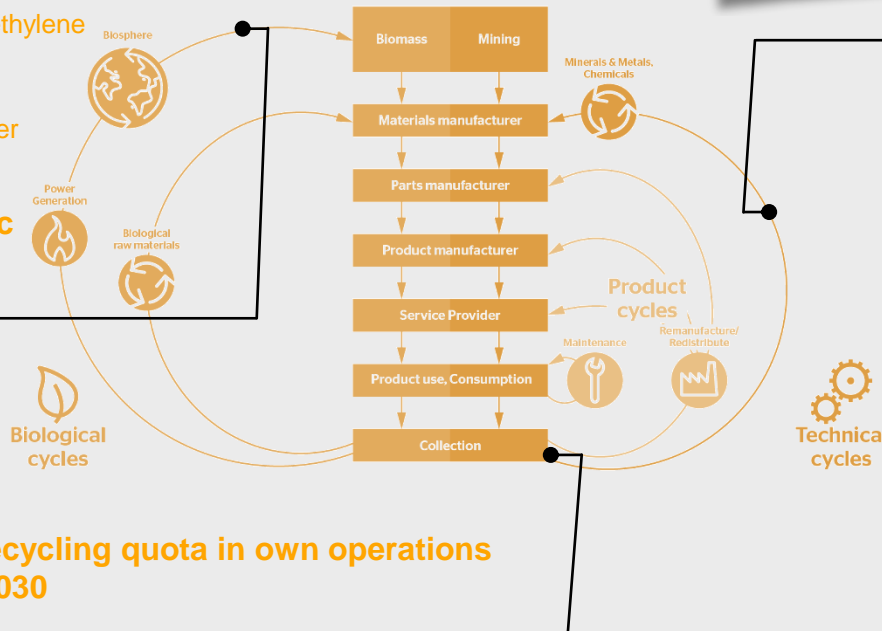 thylene
Biosphere
er
Power
Generation
c
Biological
raw materials
Biomass
Mining
Minerals & Metals,
Chemicals
Materials manufacturer
Parts manufacturer
Product manufacturer
Service Provider
Product
cycles
Maintenance
Remanufacture/
Redistribute
Product use, Consumption
Collection
Biological
cycles
Technica
cycles
ecycling quota in own operations
030